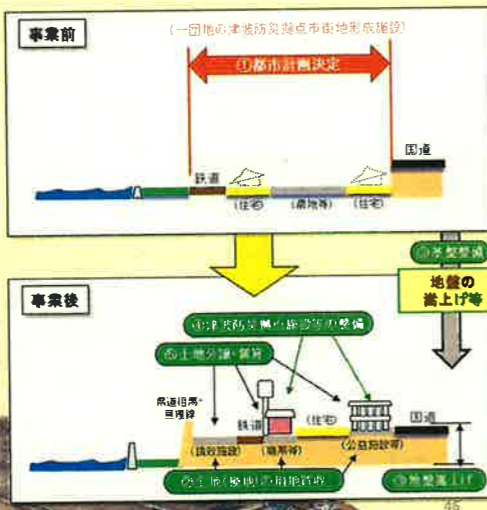 事業前
(一団地の津波防災拠点市街地形成施設)
①都市計画決定
国道
鉄道
(住宅)
(農地等)
(住宅)
③基盤整備
地盤の
嵩上げ等
事業後
④津波防災拠点施設等の整備
⑤土地分譲・賃貸
県道相馬・
亘理線
鉄道
(住宅)
国道
(公益施設等)
③地盤嵩上げ
46